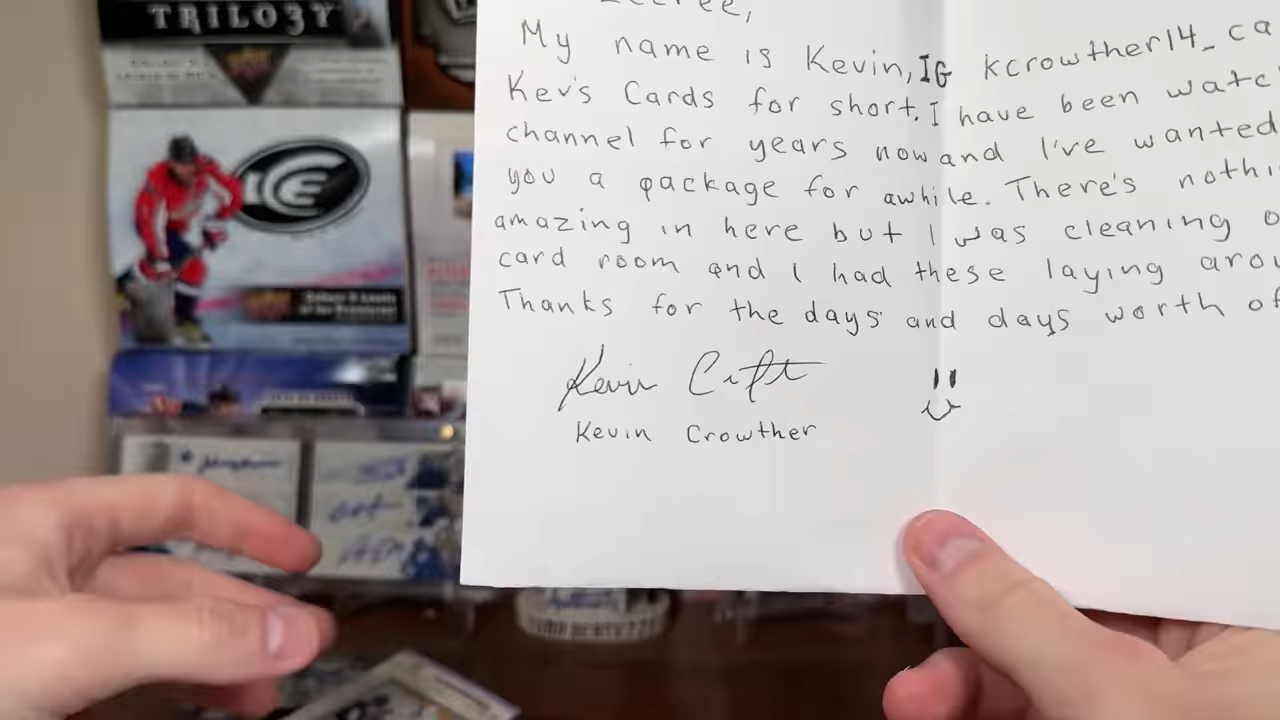 TRILOGY
My name is Kevin, IG kcrowther14_ca
Kev's Cards for short. I have been watc
channel for years now and I've wanted
you a package for awhile. There's nothi
amazing in here but I was cleaning o
card room and I had these laying arou
Thanks for the days and days worth of
Kevin Crowther
ICE